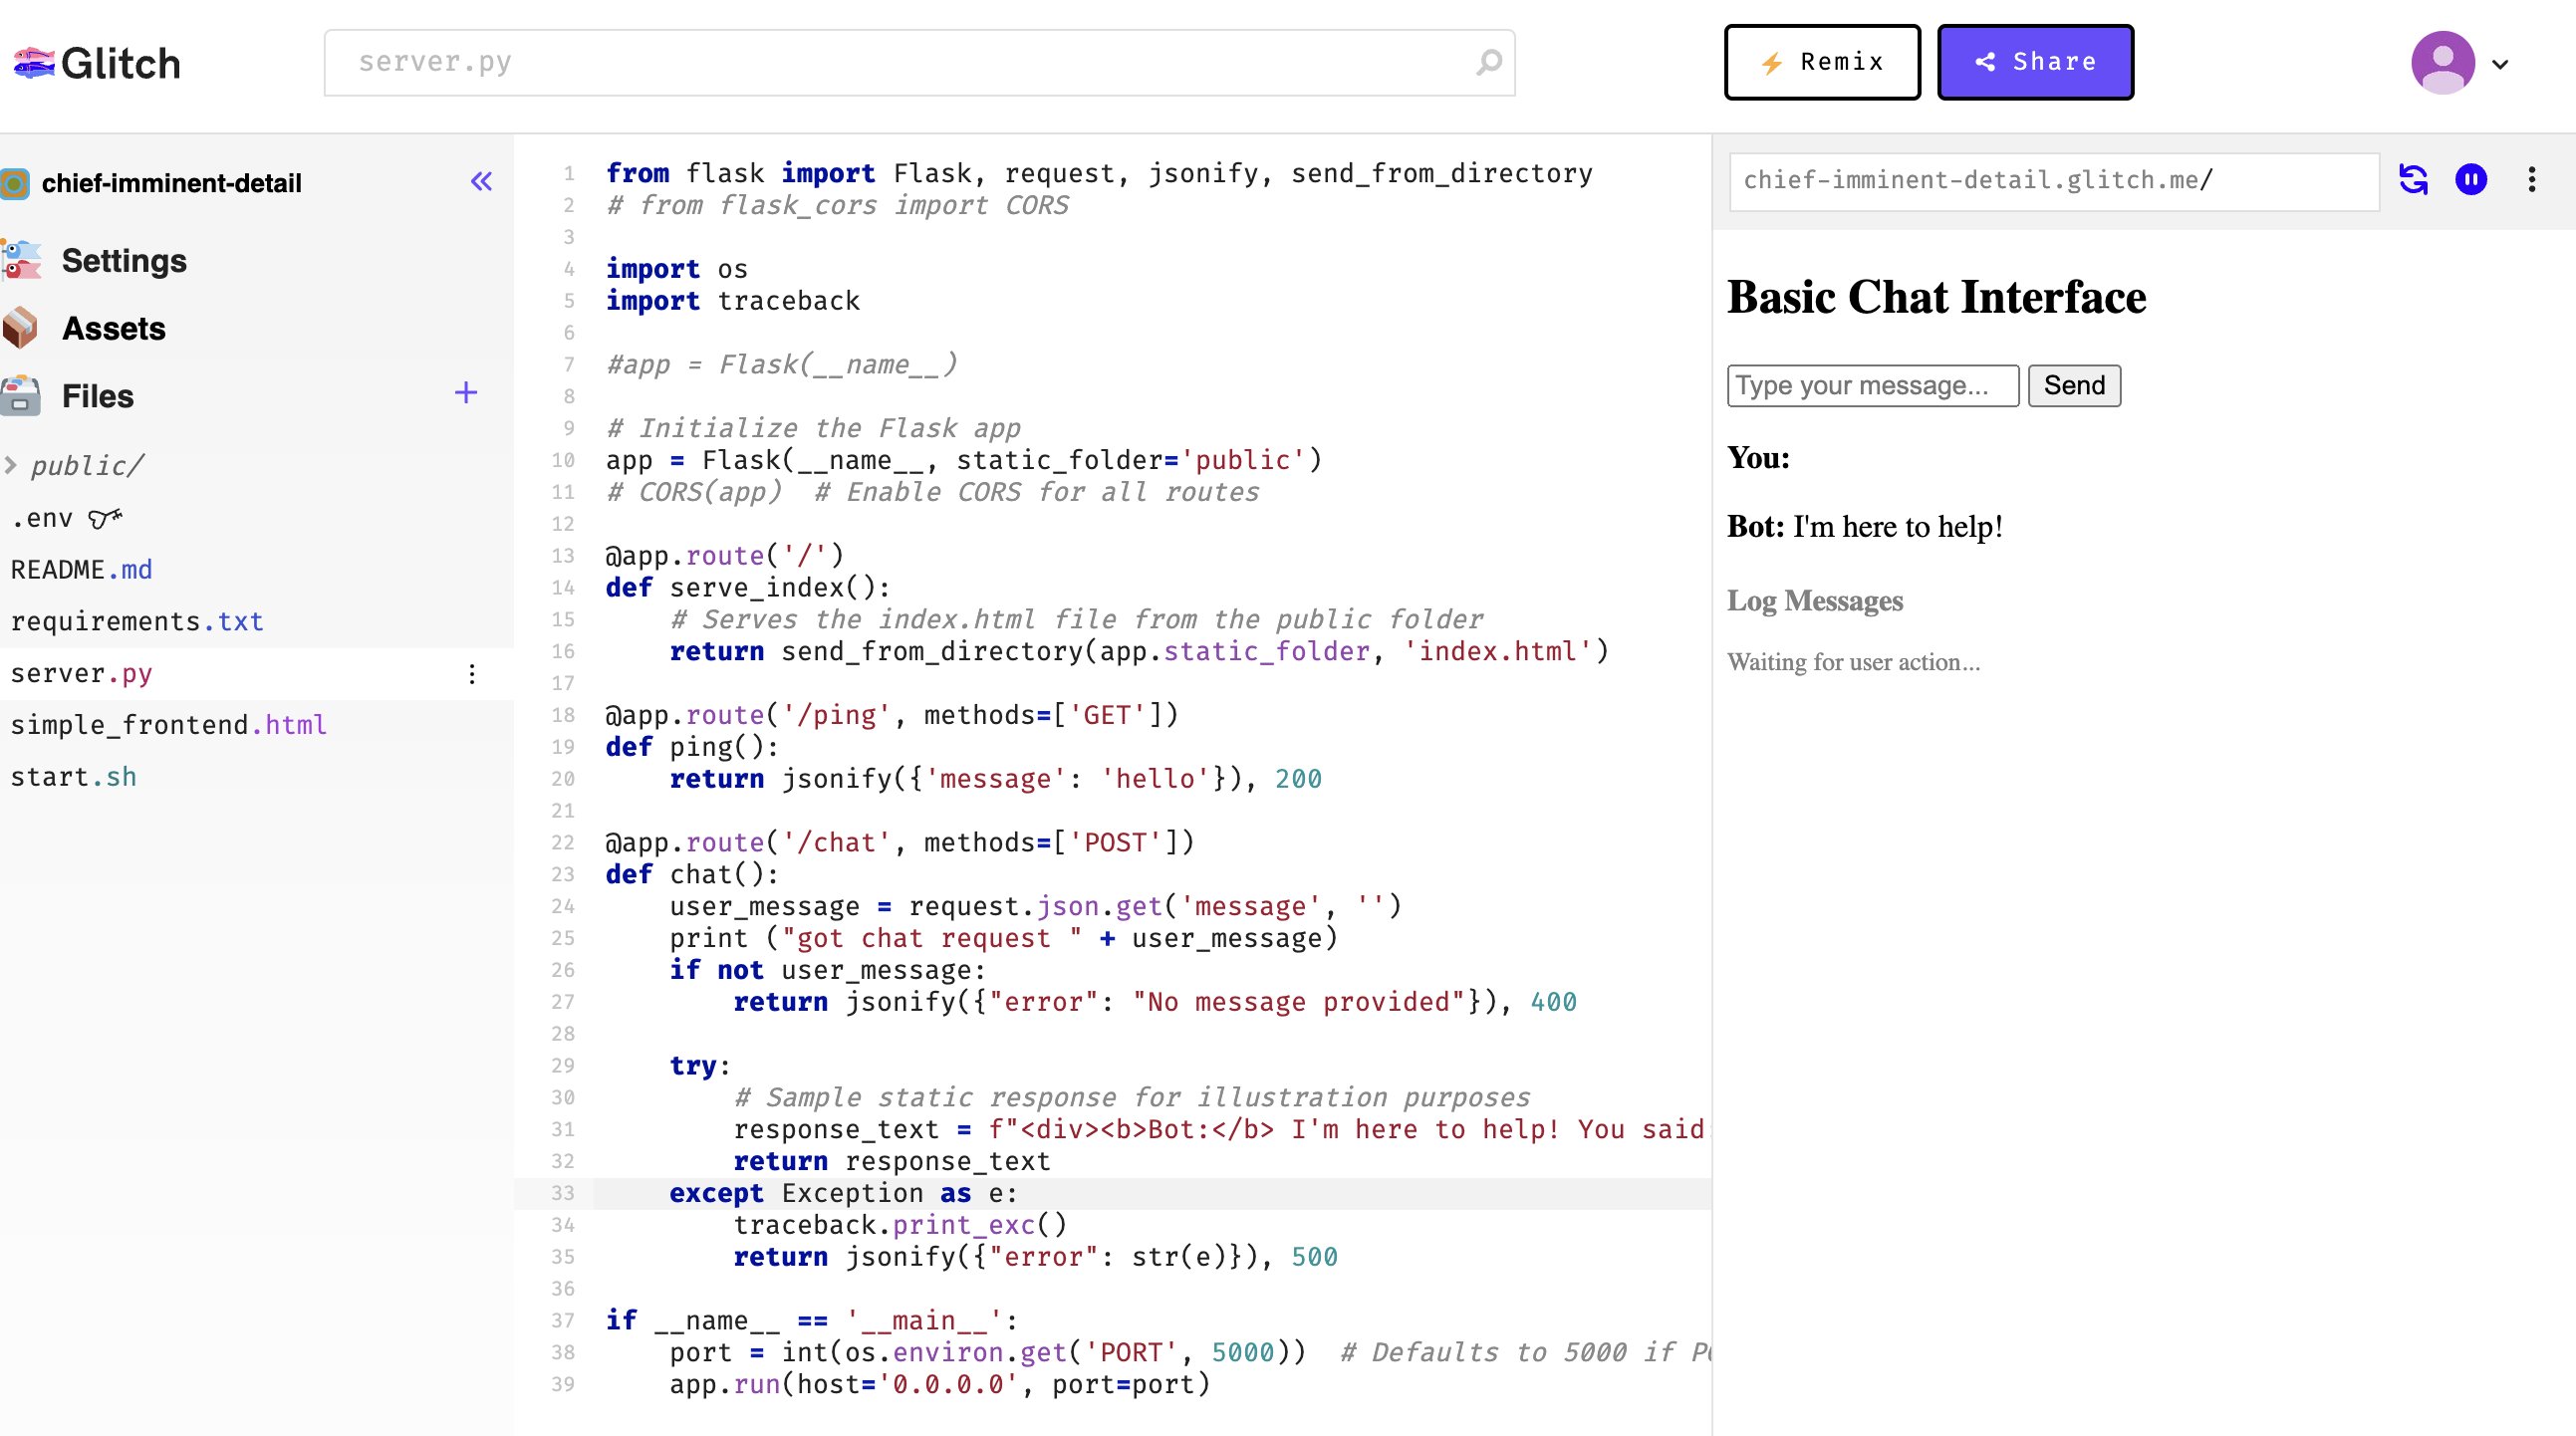 Glitch
server.py
Remix
Share
chief-imminent-detail
Settings
Assets
Files
public/
.env
README.md
requirements.txt
server.py
simple_frontend.html
start.sh
1 from flask import Flask, request, jsonify, send_from_directory
2 # from flask_cors import CORS
3
4 import os
5 import traceback
6
7 #app = Flask(__name__)
8
9 # Initialize the Flask app
10 app = Flask(__name__, static_folder='public')
11 # CORS(app)  # Enable CORS for all routes
12
13 @app.route('/')
14 def serve_index():
15     # Serves the index.html file from the public folder
16     return send_from_directory(app.static_folder, 'index.html')
17
18 @app.route('/ping', methods=['GET'])
19 def ping():
20     return jsonify({'message': 'hello'}), 200
21
22 @app.route('/chat', methods=['POST'])
23 def chat():
24     user_message = request.json.get('message', '')
25     print ("got chat request " + user_message)
26     if not user_message:
27         return jsonify({"error": "No message provided"}), 400
28
29     try:
30         # Sample static response for illustration purposes
31         response_text = f"<div><b>Bot:</b> I'm here to help! You said
32         return response_text
33     except Exception as e:
34         traceback.print_exc()
35         return jsonify({"error": str(e)}), 500
36
37 if __name__ == '__main__':
38     port = int(os.environ.get('PORT', 5000))  # Defaults to 5000 if
39     app.run(host='0.0.0.0', port=port)
chief-imminent-detail.glitch.me/
Basic Chat Interface
Type your message... Send
You:
Bot: I'm here to help!
Log Messages
Waiting for user action...